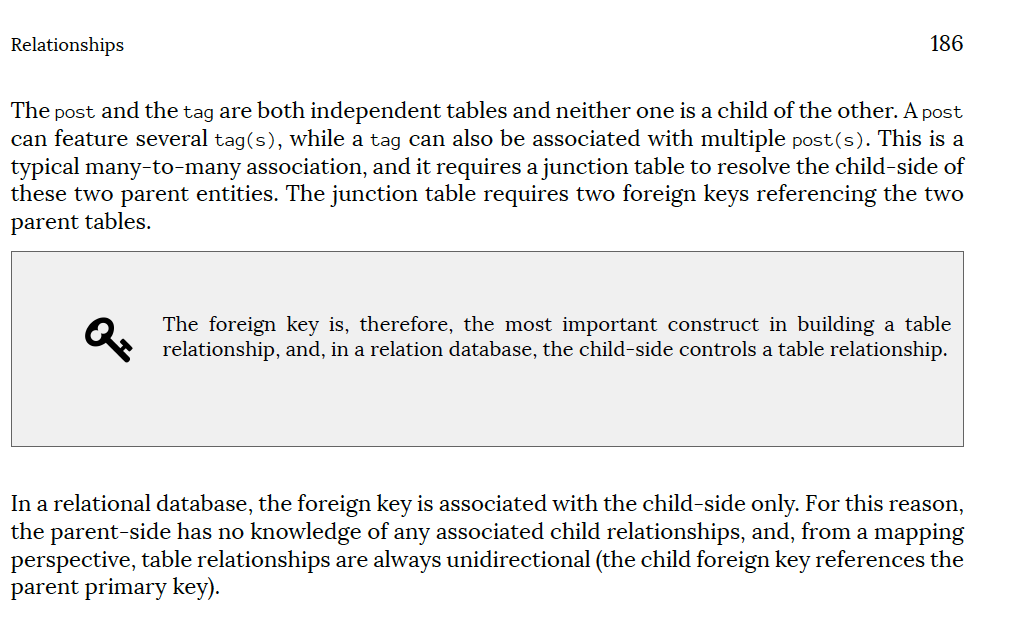 Relationships 186
The post and the tag are both independent tables and neither one is a child of the other. A post
can feature several tag(s), while a tag can also be associated with multiple post(s). This is a
typical many-to-many association, and it requires a junction table to resolve the child-side of
these two parent entities. The junction table requires two foreign keys referencing the two
parent tables.
The foreign key is, therefore, the most important construct in building a table
relationship, and, in a relation database, the child-side controls a table relationship.
In a relational database, the foreign key is associated with the child-side only. For this reason,
the parent-side has no knowledge of any associated child relationships, and, from a mapping
perspective, table relationships are always unidirectional (the child foreign key references the
parent primary key).